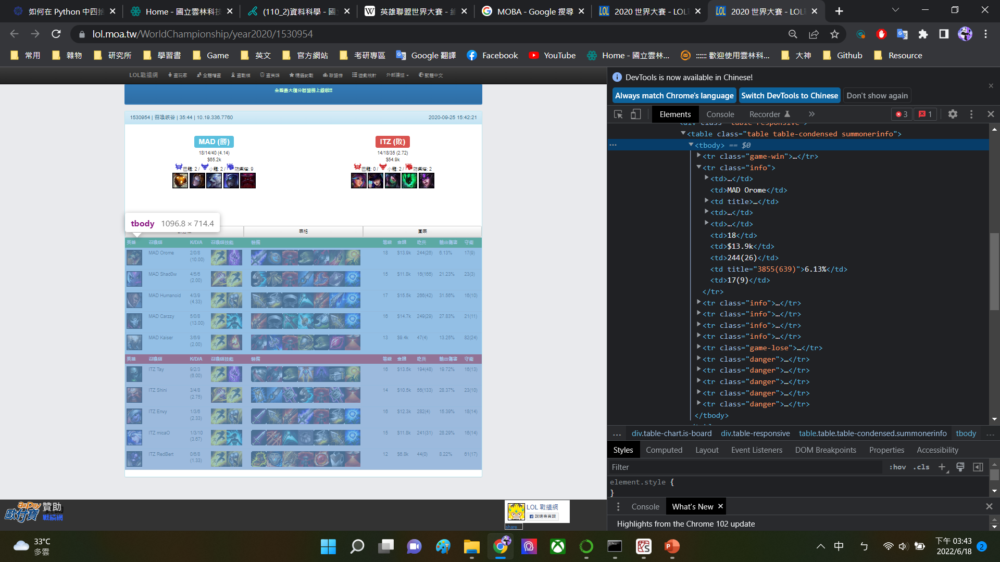 如何在 Python 中四捨
Home - 國立雲林科技
(110_2)資料科學 - 國
英雄聯盟世界大賽 - 維
MOBA - Google 搜尋
2020 世界大賽 - LOL
2020 世界大賽 - LOL
lol.moa.tw/WorldChampionship/year2020/1530954
常用
雜物
研究所
學習書
Game
英文
官方網站
考研專區
Google 翻譯
Facebook
YouTube
Home - 國立雲林...
:::::: 歡迎使用雲林科...
大神
Github
Resource
LOL戰績網
查玩家
全體稽查
查戰棋
查英雄
精選對戰
聯盟榜
遊戲統計
外部連結
繁體中文
全區最大積分聯盟榜上線啦!!!
1530954 | 召喚峽谷 | 35:44 | 10.19.336.7760
2020-09-25 15:42:21
MAD (勝)
18/14/40 (4.14)
$65.2k
巴龍: 2 / 小龍: 2 / 防禦塔: 9
ITZ (敗)
14/18/35 (2.72)
$54.9k
巴龍: 0 / 小龍: 2 / 防禦塔: 2
tbody 1096.8 × 714.4
表格
圖表
英雄 召喚師 K/D/A 召喚師技能 裝備 等級 金錢 吃兵 輸出傷害 守衛
MAD Orome 2/0/8 (10.00) 18 $13.9k 244(26) 6.13% 17(9)
MAD Shad0w 4/5/6 (2.00) 15 $11.8k 16(166) 21.23% 23(3)
MAD Humanoid 4/3/9 (4.33) 17 $15.5k 266(42) 31.56% 16(10)
MAD Carzzy 5/0/8 (13.00) 16 $14.7k 249(29) 27.83% 21(11)
MAD Kaiser 3/6/9 (2.00) 13 $9.4k 47(4) 13.25% 82(24)
英雄 召喚師 K/D/A 召喚師技能 裝備 等級 金錢 吃兵 輸出傷害 守衛
ITZ Tay 9/2/3 (6.00) 16 $13.5k 194(48) 19.72% 16(13)
ITZ Shini 3/4/8 (2.75) 14 $10.5k 56(133) 28.37% 23(10)
ITZ Envy 1/3/6 (2.33) 16 $12.3k 282(4) 15.39% 18(14)
ITZ micaO 1/3/10 (3.67) 15 $11.8k 241(31) 28.29% 16(14)
ITZ RedBert 0/6/8 (1.33) 12 $6.8k 44(0) 8.22% 61(17)
allPay 贊助
歐付寶 戰績網
LOL 戰績網
說這專頁讚
share
DevTools is now available in Chinese!
Always match Chrome's language
Switch DevTools to Chinese
Don't show again
Elements
Console
Recorder
3
1
<table class="table table-condensed summonerinfo">
<tbody> == $0
<tr class="game-win">…</tr>
<tr class="info">
<td>…</td>
<td>MAD Orome</td>
<td title>…</td>
<td>…</td>
<td>…</td>
<td>18</td>
<td>$13.9k</td>
<td>244(26)</td>
<td title="3855(639)">6.13%</td>
<td>17(9)</td>
</tr>
<tr class="info">…</tr>
<tr class="info">…</tr>
<tr class="info">…</tr>
<tr class="info">…</tr>
<tr class="game-lose">…</tr>
<tr class="danger">…</tr>
<tr class="danger">…</tr>
<tr class="danger">…</tr>
<tr class="danger">…</tr>
<tr class="danger">…</tr>
</tbody>
... div.table-chart.is-board div.table-responsive table.table.table-condensed.summonerinfo tbody ...
Styles Computed Layout Event Listeners DOM Breakpoints Properties Accessibility
Filter :hov .cls
element.style {
}
Console
What's New
Highlights from the Chrome 102 update
33°C
多雲
中
ㄅ
下午 03:43
2022/6/18
2